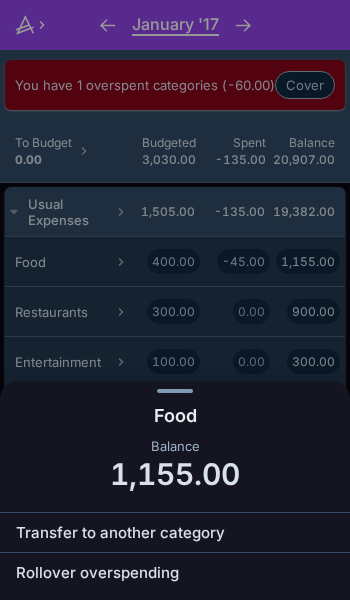 January '17
You have 1 overspent categories (-60.00) Cover
To Budget Budgeted Spent Balance
0.00 3,030.00 -135.00 20,907.00
Usual Expenses 1,505.00 -135.00 19,382.00
Food 400.00 -45.00 1,155.00
Restaurants 300.00 0.00 900.00
Entertainment 100.00 0.00 300.00
Food
Balance
1,155.00
Transfer to another category
Rollover overspending